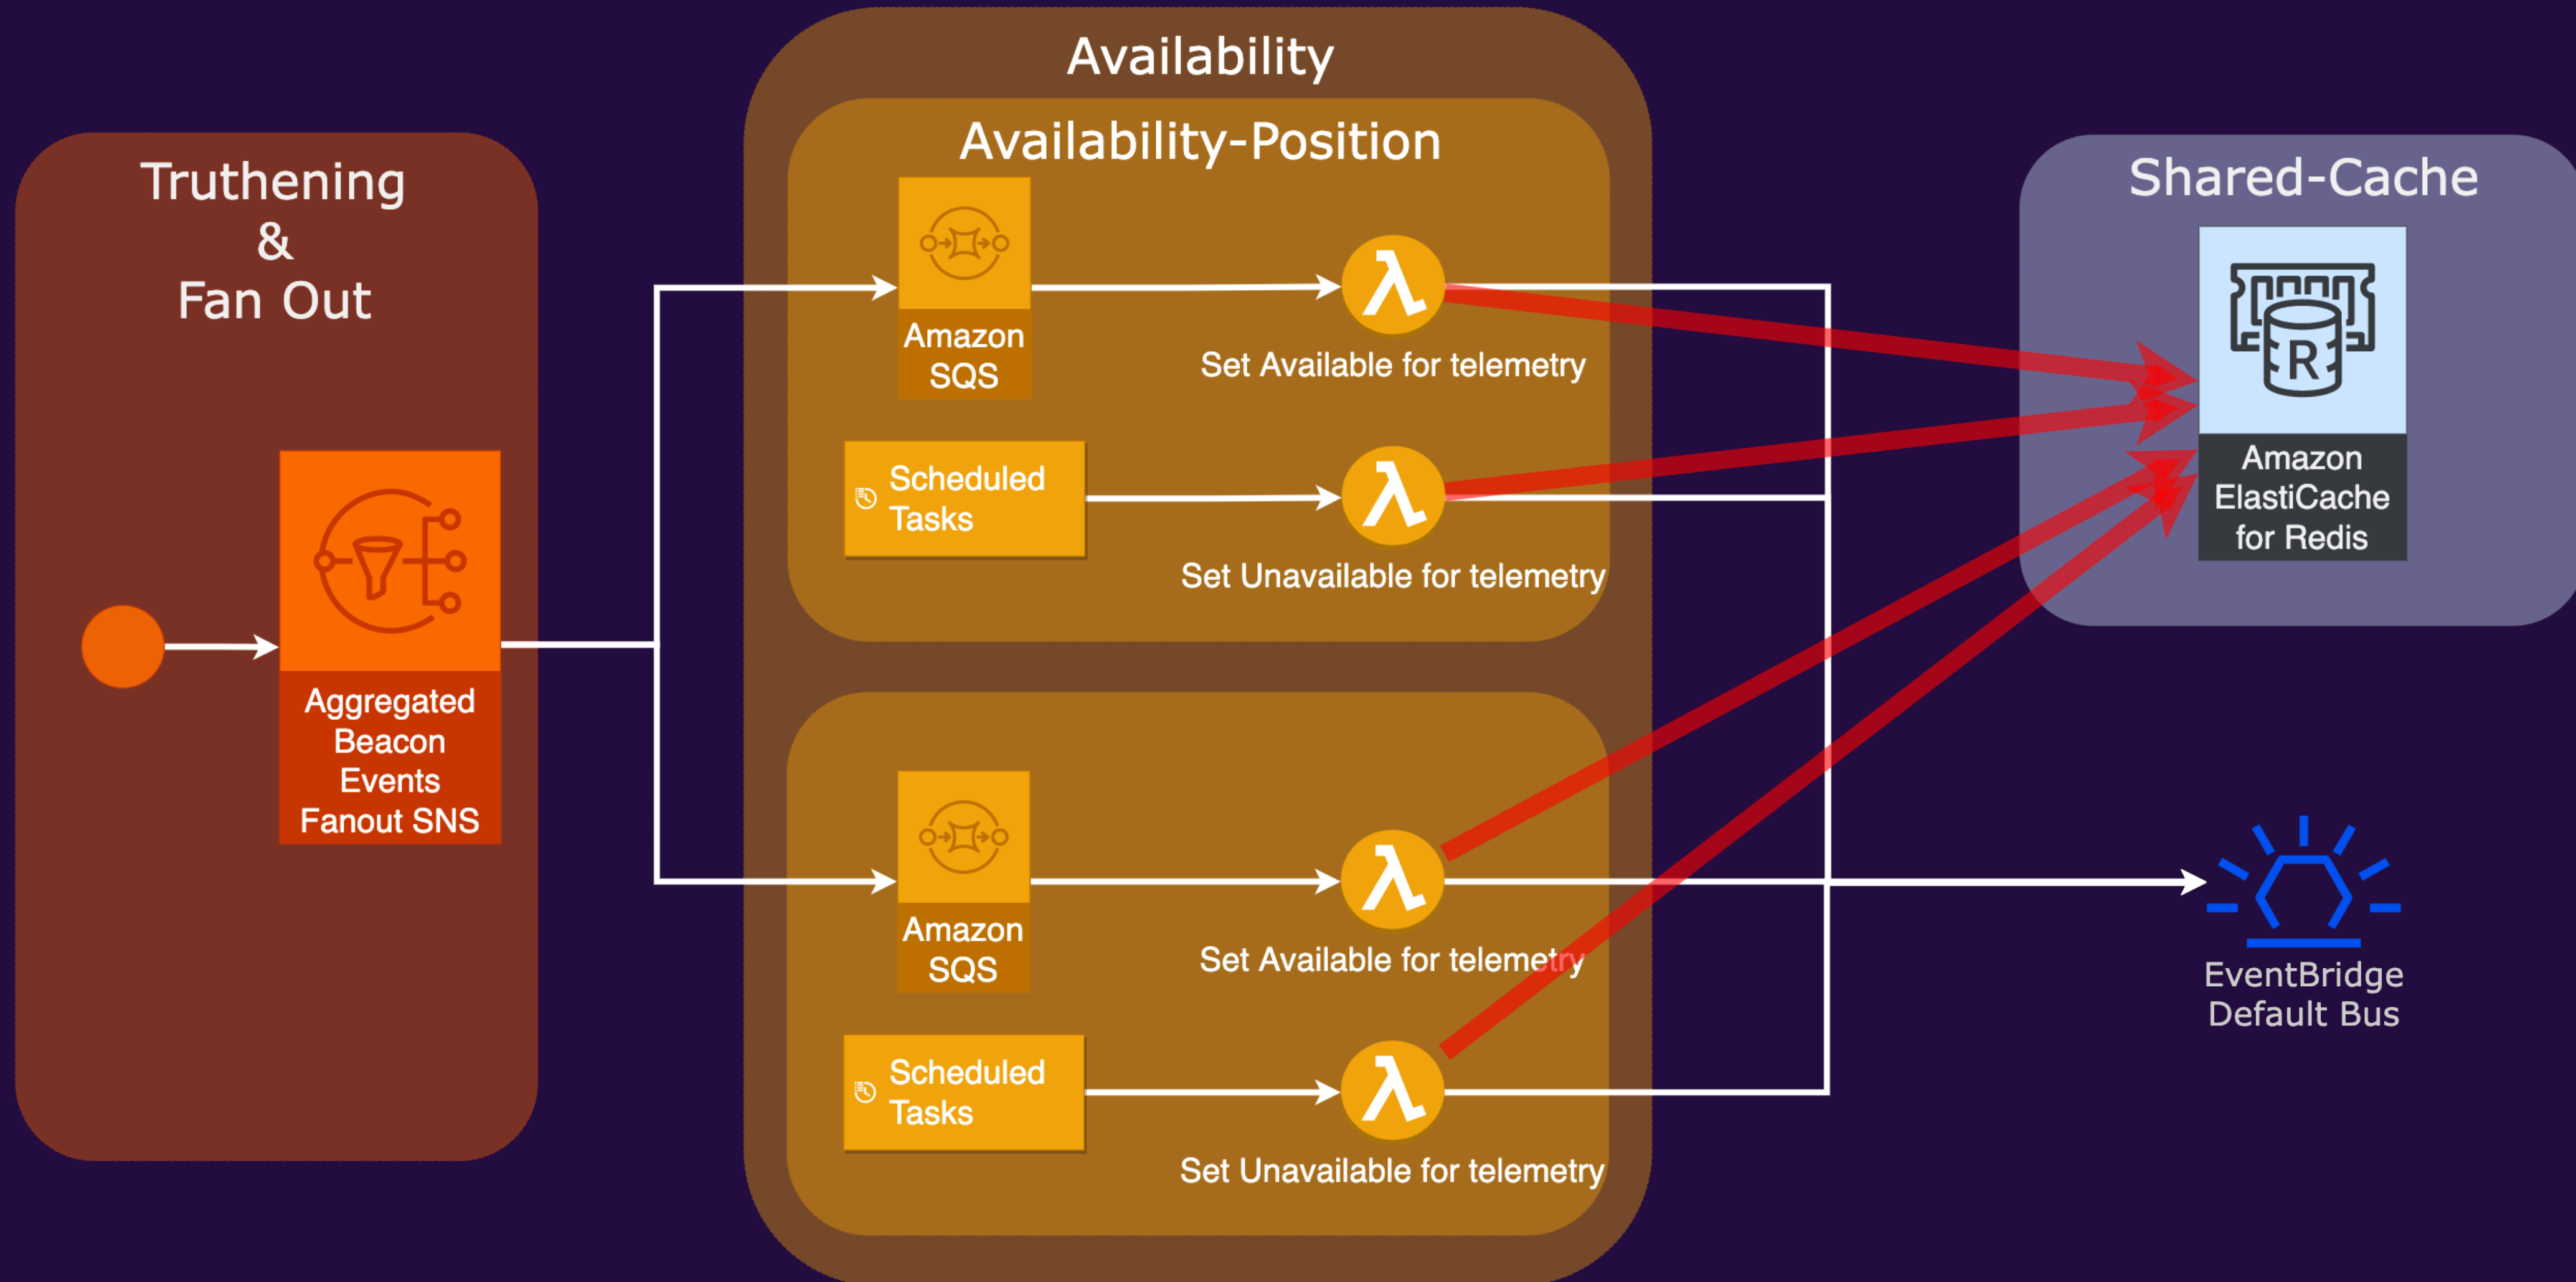 Truthening
&
Fan Out
Aggregated
Beacon
Events
Fanout SNS
Availability
Availability-Position
Amazon
SQS
Set Available for telemetry
Scheduled
Tasks
Set Unavailable for telemetry
Amazon
SQS
Set Available for telemetry
Scheduled
Tasks
Set Unavailable for telemetry
Shared-Cache
R
Amazon
ElastiCache
for Redis
EventBridge
Default Bus